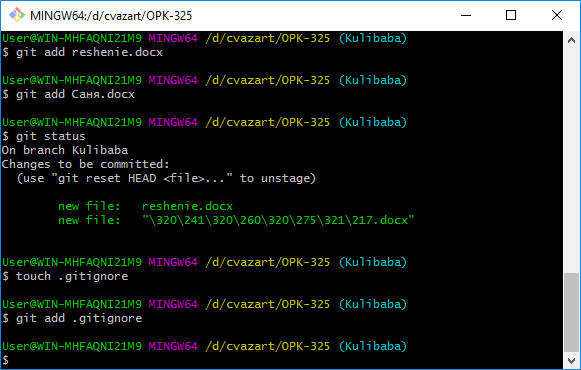 MINGW64:/d/cvazart/OPK-325
User@WIN-MHFAQNI21M9 MINGW64 /d/cvazart/OPK-325 (Kulibaba)
$ git add reshenie.docx
User@WIN-MHFAQNI21M9 MINGW64 /d/cvazart/OPK-325 (Kulibaba)
$ git add Саня.docx
User@WIN-MHFAQNI21M9 MINGW64 /d/cvazart/OPK-325 (Kulibaba)
$ git status
On branch Kulibaba
Changes to be committed:
  (use "git reset HEAD <file>..." to unstage)
        new file:   reshenie.docx
        new file:   "\320\241\320\260\320\275\321\217.docx"
User@WIN-MHFAQNI21M9 MINGW64 /d/cvazart/OPK-325 (Kulibaba)
$ touch .gitignore
User@WIN-MHFAQNI21M9 MINGW64 /d/cvazart/OPK-325 (Kulibaba)
$ git add .gitignore
User@WIN-MHFAQNI21M9 MINGW64 /d/cvazart/OPK-325 (Kulibaba)
$